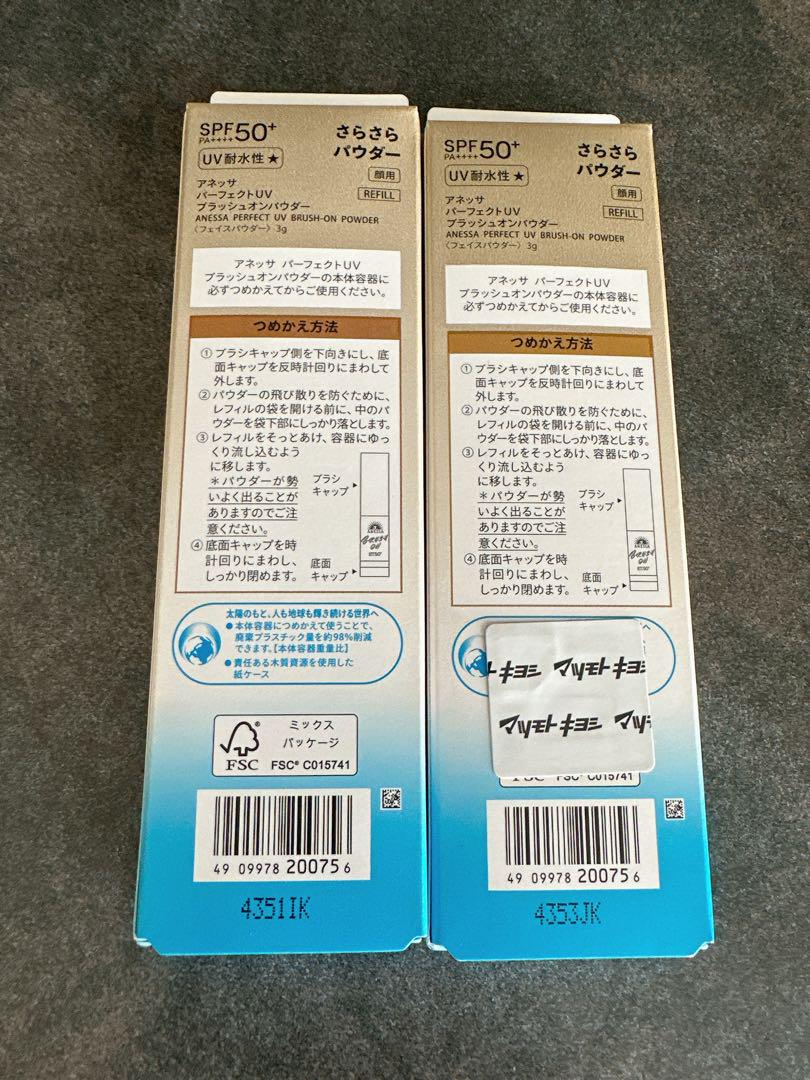 SPF50+
PA++++
UV耐水性★
さらさら
パウダー
顔用
REFILL
アネッサ
パーフェクトUV
ブラッシュオンパウダー
ANESSA PERFECT UV BRUSH-ON POWDER
〈フェイスパウダー〉3g
アネッサ パーフェクトUV
ブラッシュオンパウダーの本体容器に
必ずつめかえてからご使用ください。
つめかえ方法
①ブラシキャップ側を下向きにし、底
面キャップを反時計回りにまわして
外します。
②パウダーの飛び散りを防ぐために、
レフィルの袋を開ける前に、中のパ
ウダーを袋下部にしっかり落とします。
③レフィルをそっとあけ、容器にゆっ
くり流し込むよう
に移します。
＊パウダーが勢
いよく出ることが
ありますのでご注
意ください。
④底面キャップを時
計回りにまわし、
しっかり閉めます。
ブラシ
キャップ
ANESSA
底面
キャップ
太陽のもと、人も地球も輝き続ける世界へ
●本体容器につめかえて使うことで、
廃棄プラスチック量を約98%削減
できます。【本体容器重量比】
●責任ある木質資源を使用した
紙ケース
FSC
ミックス
パッケージ
FSC® C015741
49 09978 20075 6
4351IK
SPF50+
PA++++
UV耐水性★
さらさら
パウダー
顔用
REFILL
アネッサ
パーフェクトUV
ブラッシュオンパウダー
ANESSA PERFECT UV BRUSH-ON POWDER
〈フェイスパウダー〉3g
アネッサ パーフェクトUV
ブラッシュオンパウダーの本体容器に
必ずつめかえてからご使用ください。
つめかえ方法
①ブラシキャップ側を下向きにし、底
面キャップを反時計回りにまわして
外します。
②パウダーの飛び散りを防ぐために、
レフィルの袋を開ける前に、中のパ
ウダーを袋下部にしっかり落とします。
③レフィルをそっとあけ、容器にゆっ
くり流し込むよう
に移します。
＊パウダーが勢
いよく出ることが
ありますのでご注
意ください。
④底面キャップを時
計回りにまわし、
しっかり閉めます。
ブラシ
キャップ
ANESSA
底面
キャップ
へ
トキヨシ マツモトキヨシ
マツモトキヨシ マツモ
FSC® C015741
49 09978 20075 6
4353JK